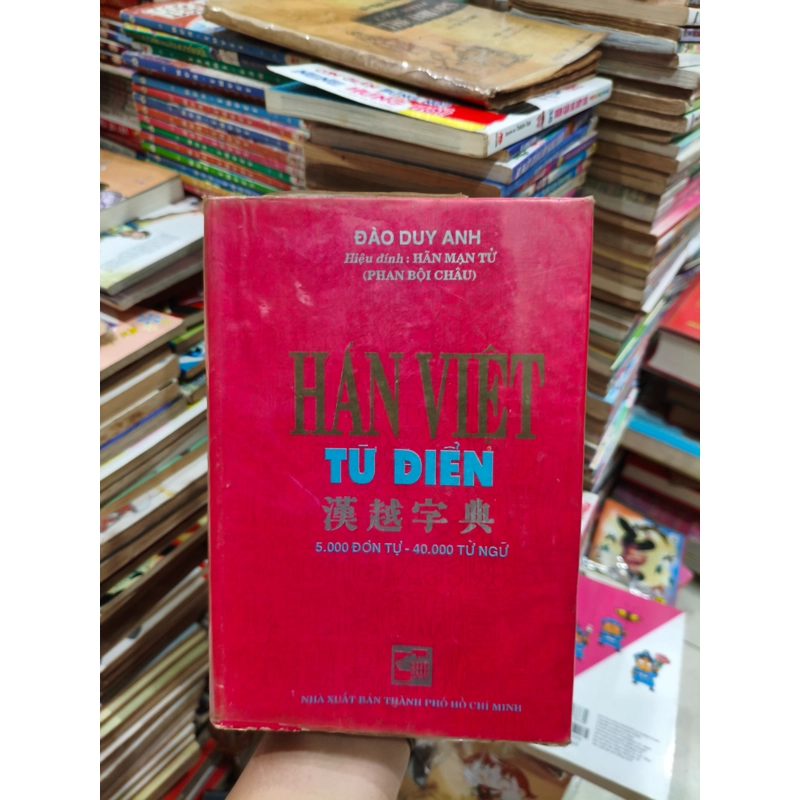 ĐÀO DUY ANH
Hiệu đính : HÃN MẠN TỬ
(PHAN BỘI CHÂU)
HÁN VIỆT
TỪ ĐIỂN
漢越字典
5.000 ĐƠN TỰ - 40.000 TỪ NGỮ
NHÀ XUẤT BẢN THÀNH PHỐ HỒ CHÍ MINH